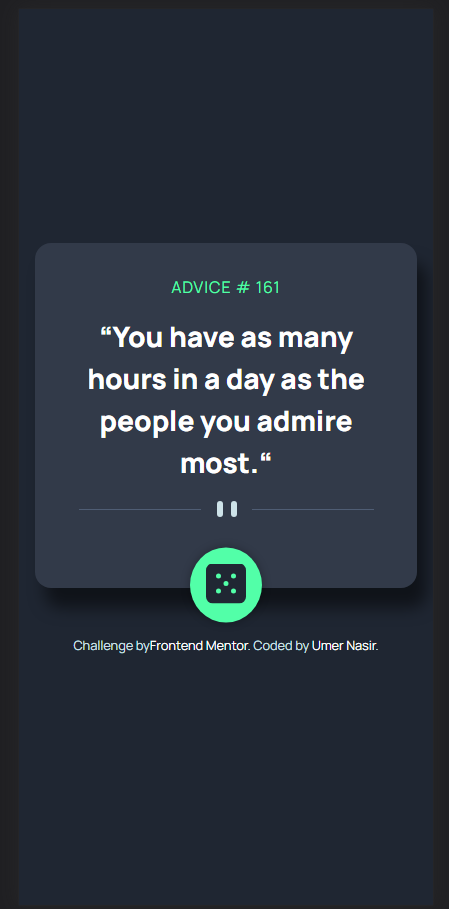 ADVICE # 161
“You have as many
hours in a day as the
people you admire
most.“
Challenge byFrontend Mentor. Coded by Umer Nasir.